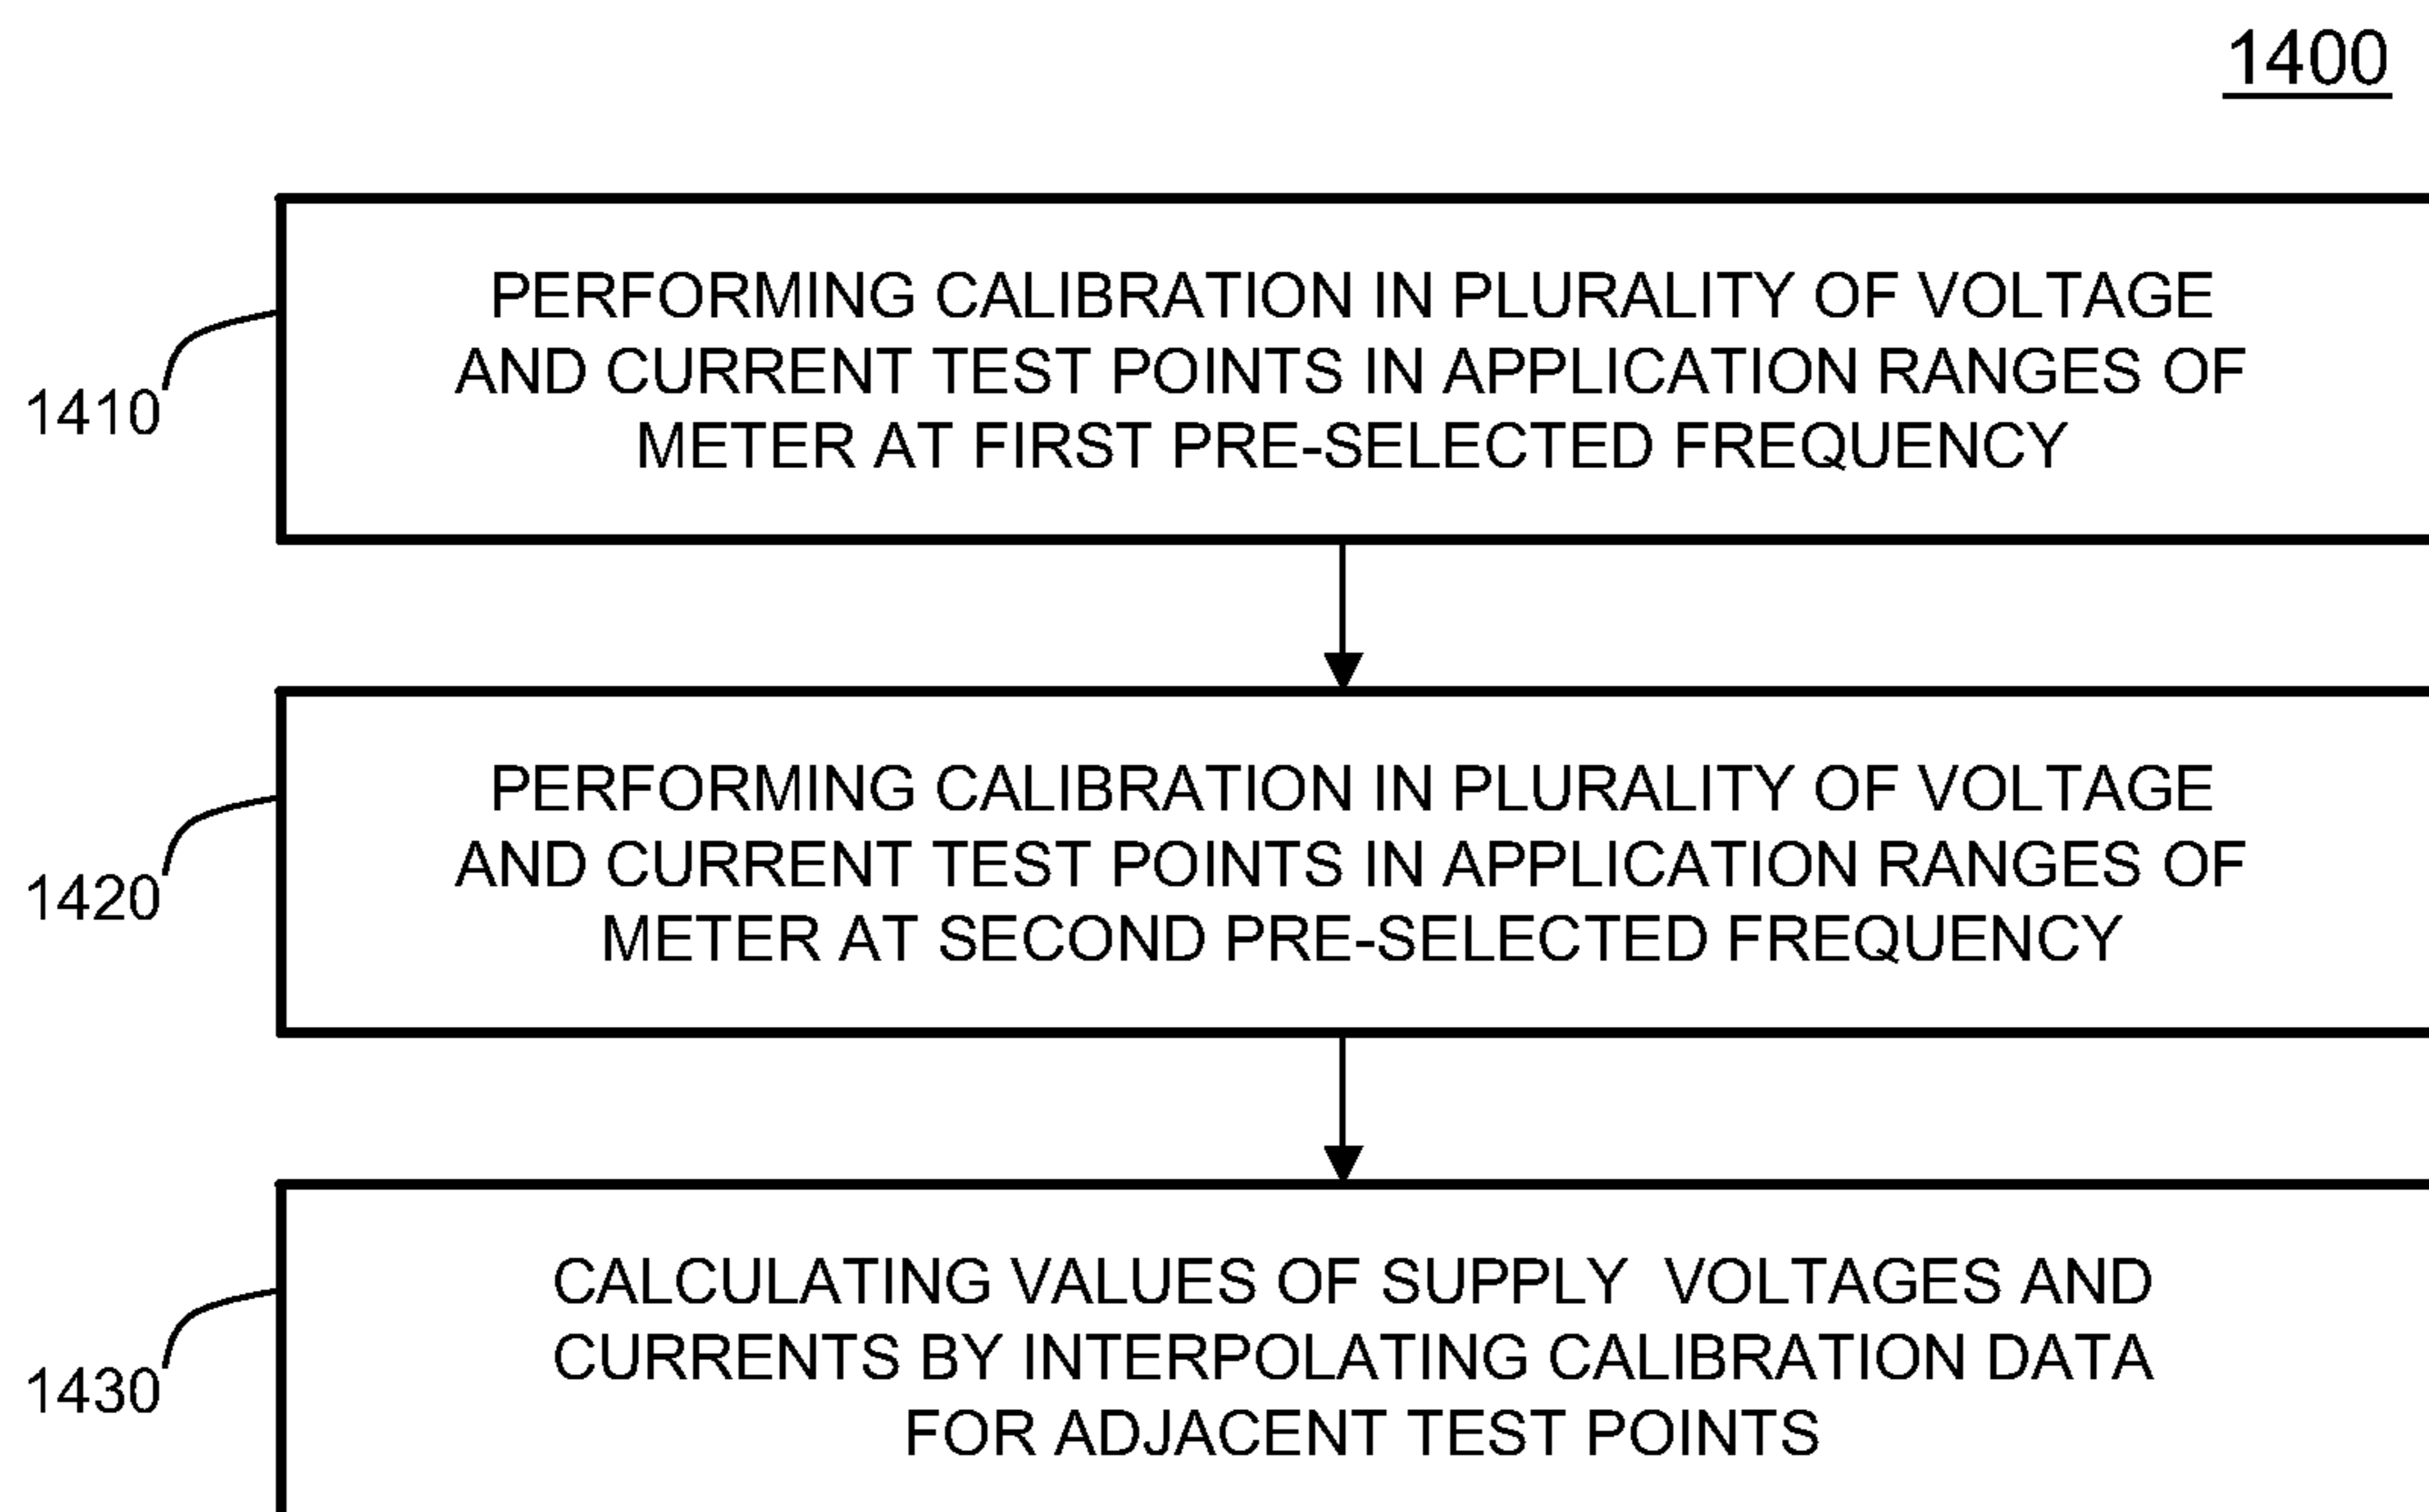 1400
PERFORMING CALIBRATION IN PLURALITY OF VOLTAGE
AND CURRENT TEST POINTS IN APPLICATION RANGES OF
METER AT FIRST PRE-SELECTED FREQUENCY
1410
PERFORMING CALIBRATION IN PLURALITY OF VOLTAGE
AND CURRENT TEST POINTS IN APPLICATION RANGES OF
METER AT SECOND PRE-SELECTED FREQUENCY
1420
CALCULATING VALUES OF SUPPLY VOLTAGES AND
CURRENTS BY INTERPOLATING CALIBRATION DATA
FOR ADJACENT TEST POINTS
1430